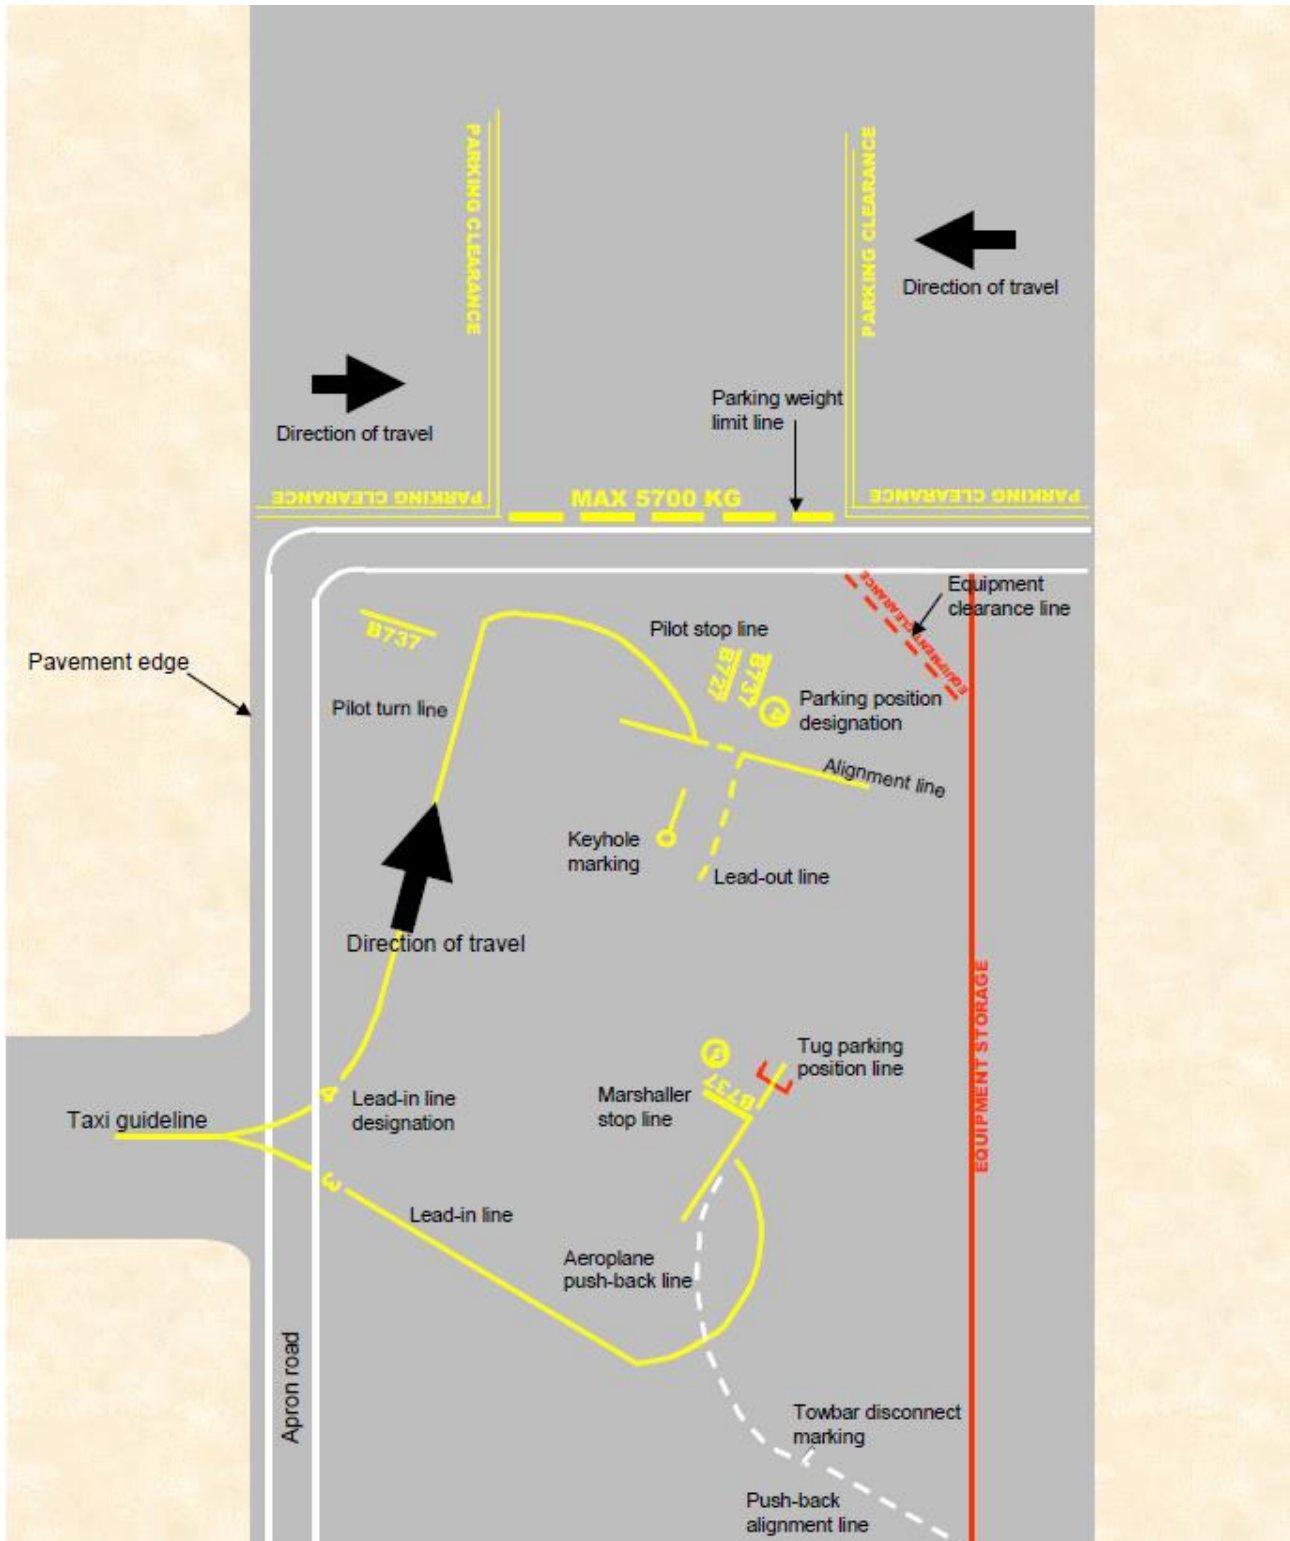 PARKING CLEARANCE
PARKING CLEARANCE
Direction of travel
Direction of travel
Parking weight
limit line
PARKING CLEARANCE
MAX 5700 KG
PARKING CLEARANCE
EQUIPMENT CLEARANCE
Equipment
clearance line
B737
Pilot stop line
B727
B737
4
Parking position
designation
Pavement edge
Pilot turn line
Alignment line
Keyhole
marking
Lead-out line
Direction of travel
EQUIPMENT STORAGE
3
Tug parking
position line
B737
Marshaller
stop line
4
Lead-in line
designation
Taxi guideline
3
Lead-in line
Aeroplane
push-back line
Apron road
Towbar disconnect
marking
Push-back
alignment line